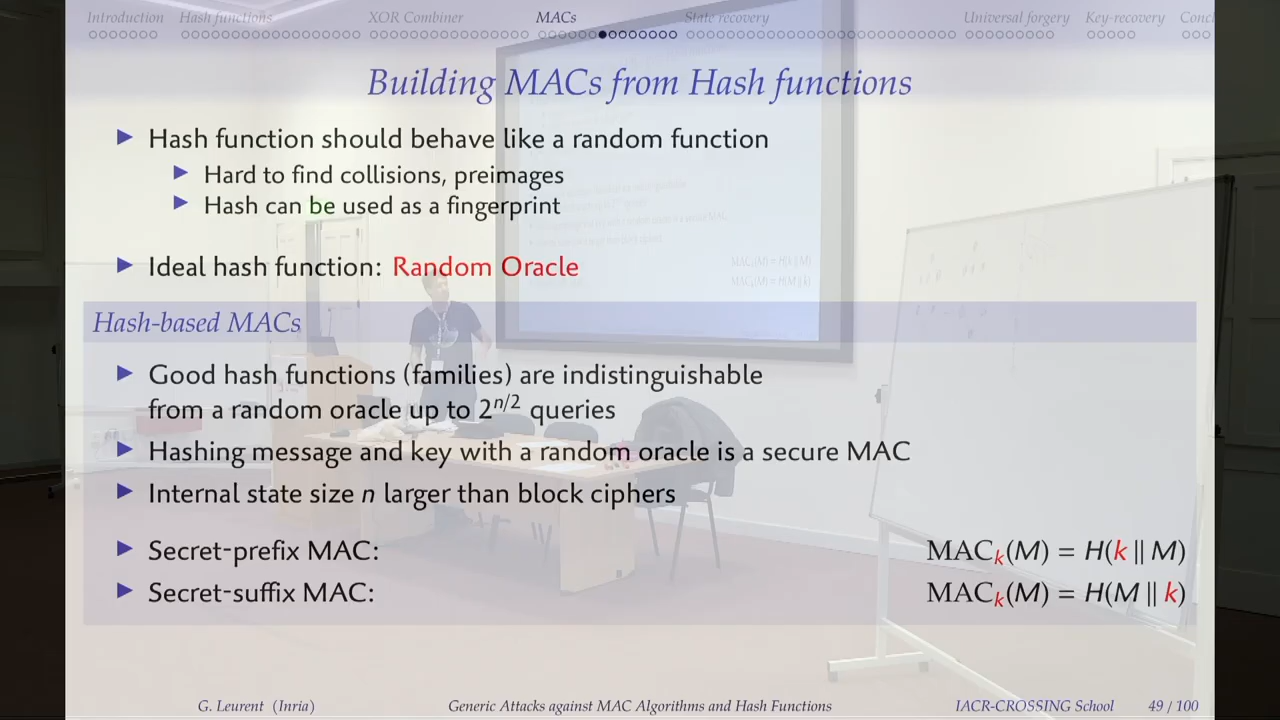 Introduction Hash functions XOR Combiner MACs State recovery Universal forgery Key-recovery Concl
Building MACs from Hash functions
▶ Hash function should behave like a random function
▶ Hard to find collisions, preimages
▶ Hash can be used as a fingerprint
▶ Ideal hash function: Random Oracle
Hash-based MACs
▶ Good hash functions (families) are indistinguishable
from a random oracle up to 2^{n/2} queries
▶ Hashing message and key with a random oracle is a secure MAC
▶ Internal state size n larger than block ciphers
▶ Secret-prefix MAC: MAC_k(M) = H(k || M)
▶ Secret-suffix MAC: MAC_k(M) = H(M || k)
G. Leurent (Inria) Generic Attacks against MAC Algorithms and Hash Functions IACR-CROSSING School 49 / 100